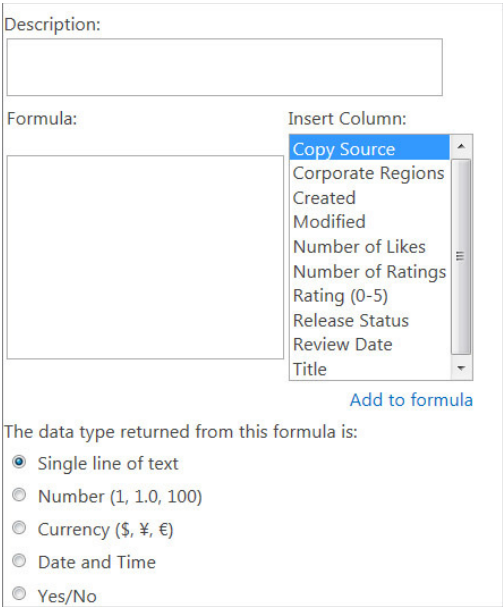 Description:
Formula:
Insert Column:
Copy Source
Corporate Regions
Created
Modified
Number of Likes
Number of Ratings
Rating (0-5)
Release Status
Review Date
Title
Add to formula
The data type returned from this formula is:
Single line of text
Number (1, 1.0, 100)
Currency ($, ¥, €)
Date and Time
Yes/No